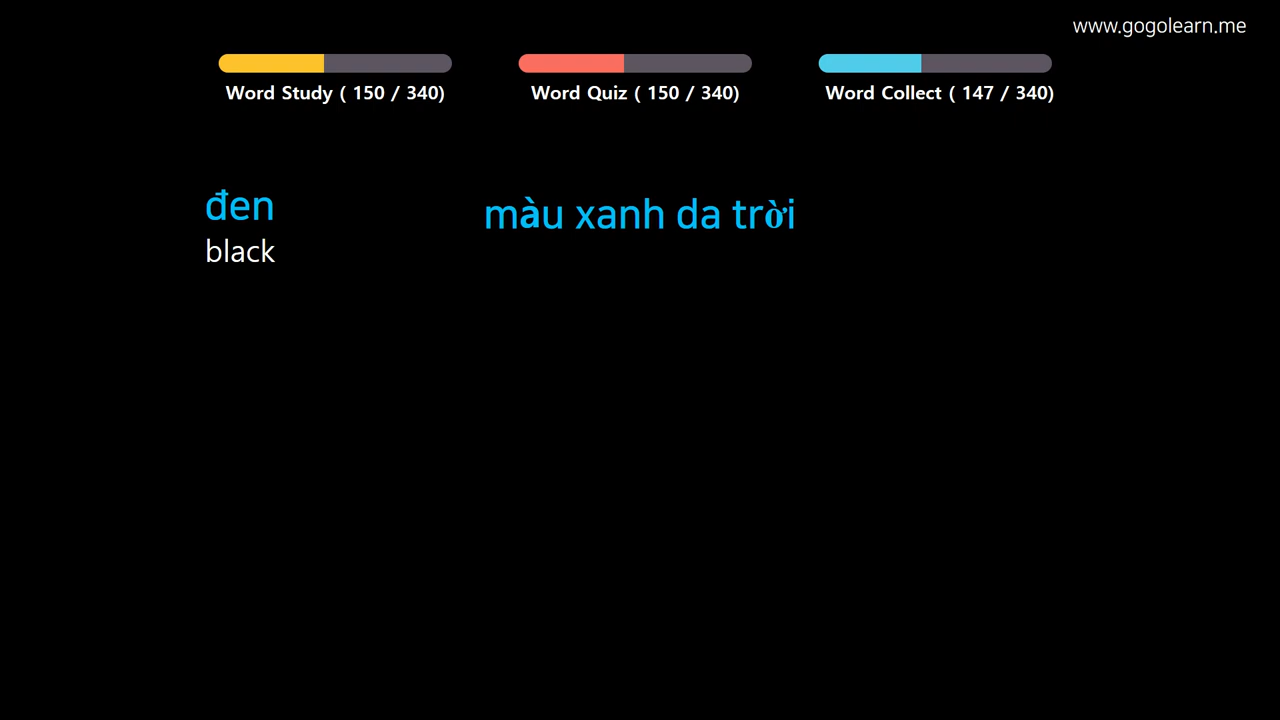 www.gogolearn.me
Word Study ( 150 / 340)
Word Quiz ( 150 / 340)
Word Collect ( 147 / 340)
đen
black
màu xanh da trời